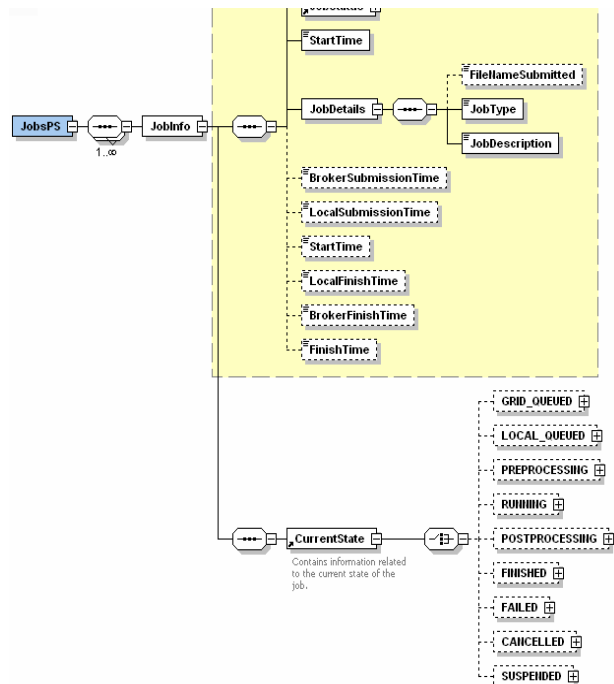 JobStatus
StartTime
FileNameSubmitted
JobDetails
JobType
JobsPS
JobInfo
1..∞
JobDescription
BrokerSubmissionTime
LocalSubmissionTime
StartTime
LocalFinishTime
BrokerFinishTime
FinishTime
GRID_QUEUED
LOCAL_QUEUED
PREPROCESSING
RUNNING
CurrentState
POSTPROCESSING
Contains information related
to the current state of the
job.
FINISHED
FAILED
CANCELLED
SUSPENDED